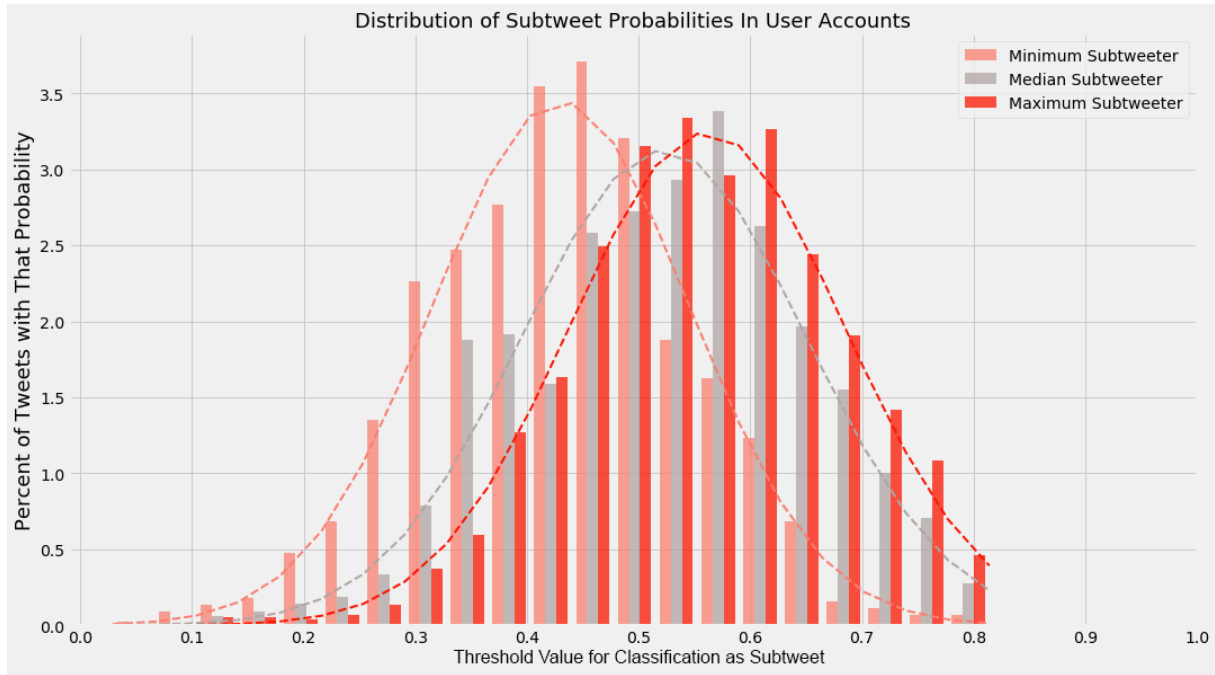 Distribution of Subtweet Probabilities In User Accounts
Minimum Subtweeter
Median Subtweeter
Maximum Subtweeter
Percent of Tweets with That Probability
3.5
3.0
2.5
2.0
1.5
1.0
0.5
0.0
0.0 0.1 0.2 0.3 0.4 0.5 0.6 0.7 0.8 0.9 1.0
Threshold Value for Classification as Subtweet